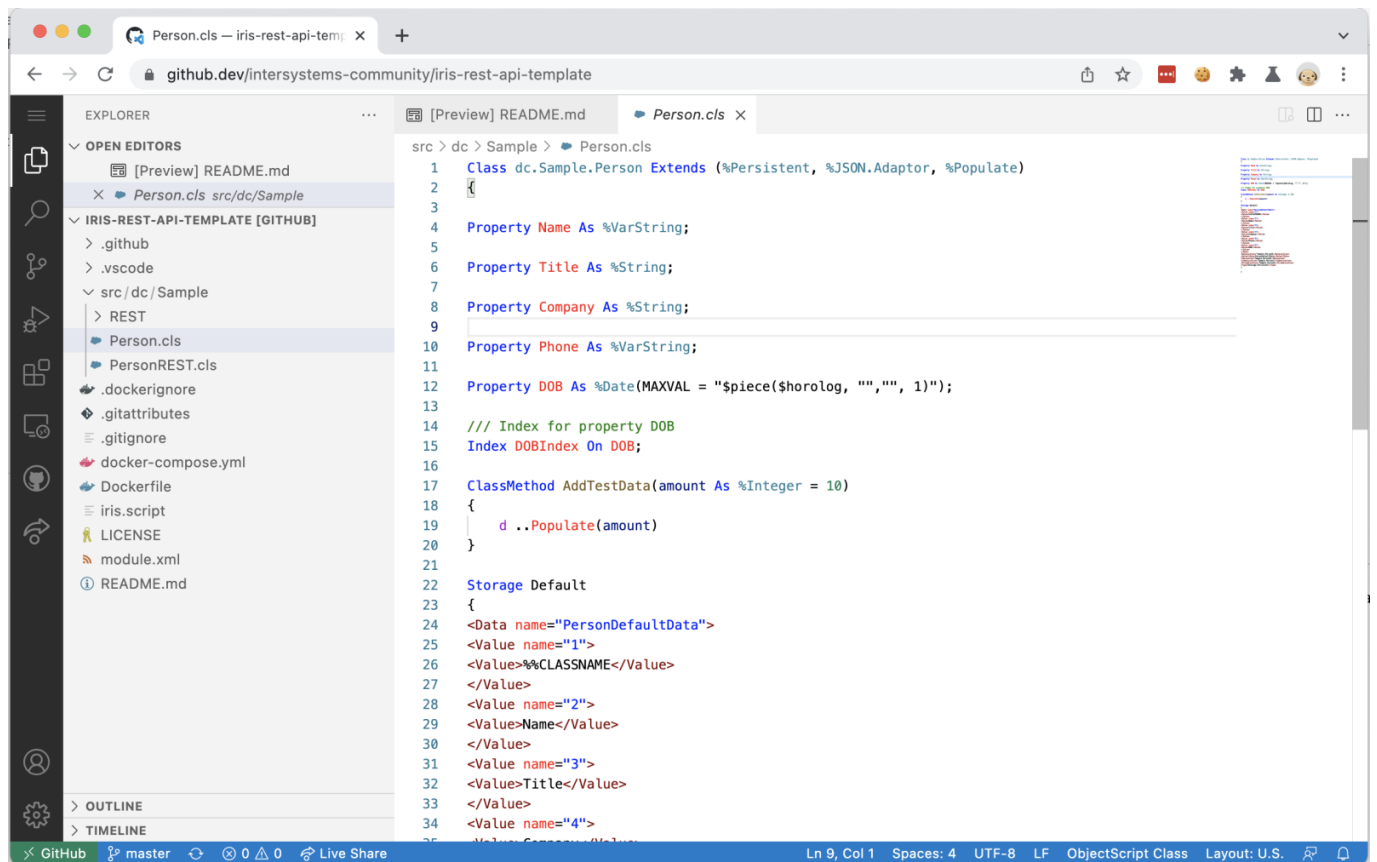 Person.cls — iris-rest-api-temp
github.dev/intersystems-community/iris-rest-api-template
EXPLORER
OPEN EDITORS
[Preview] README.md
Person.cls src/dc/Sample
IRIS-REST-API-TEMPLATE [GITHUB]
.github
.vscode
src/dc/Sample
REST
Person.cls
PersonREST.cls
.dockerignore
.gitattributes
.gitignore
docker-compose.yml
Dockerfile
iris.script
LICENSE
module.xml
README.md
OUTLINE
TIMELINE
[Preview] README.md
Person.cls
src > dc > Sample > Person.cls
1 Class dc.Sample.Person Extends (%Persistent, %JSON.Adaptor, %Populate)
2 {
3
4 Property Name As %VarString;
5
6 Property Title As %String;
7
8 Property Company As %String;
9
10 Property Phone As %VarString;
11
12 Property DOB As %Date(MAXVAL = "$piece($horolog, "","", 1)");
13
14 /// Index for property DOB
15 Index DOBIndex On DOB;
16
17 ClassMethod AddTestData(amount As %Integer = 10)
18 {
19 d ..Populate(amount)
20 }
21
22 Storage Default
23 {
24 <Data name="PersonDefaultData">
25 <Value name="1">
26 <Value>%%CLASSNAME</Value>
27 </Value>
28 <Value name="2">
29 <Value>Name</Value>
30 </Value>
31 <Value name="3">
32 <Value>Title</Value>
33 </Value>
34 <Value name="4">
GitHub master 0 0 Live Share Ln 9, Col 1 Spaces: 4 UTF-8 LF ObjectScript Class Layout: U.S.